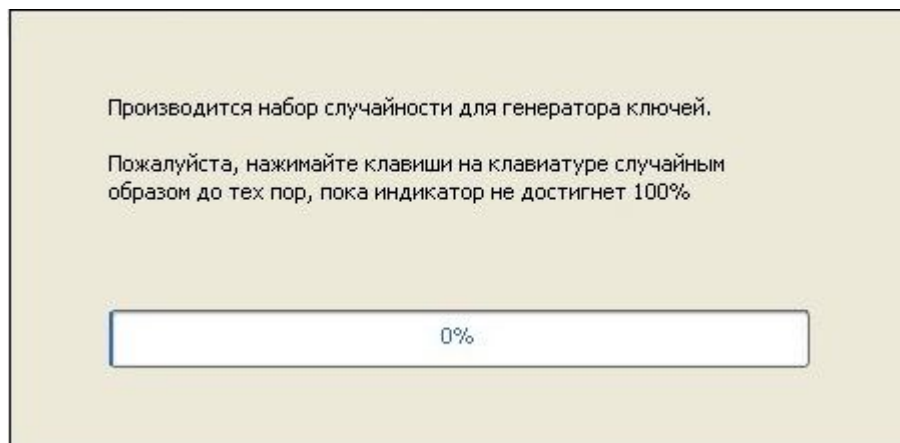 Производится набор случайности для генератора ключей.
Пожалуйста, нажимайте клавиши на клавиатуре случайным
образом до тех пор, пока индикатор не достигнет 100%
0%